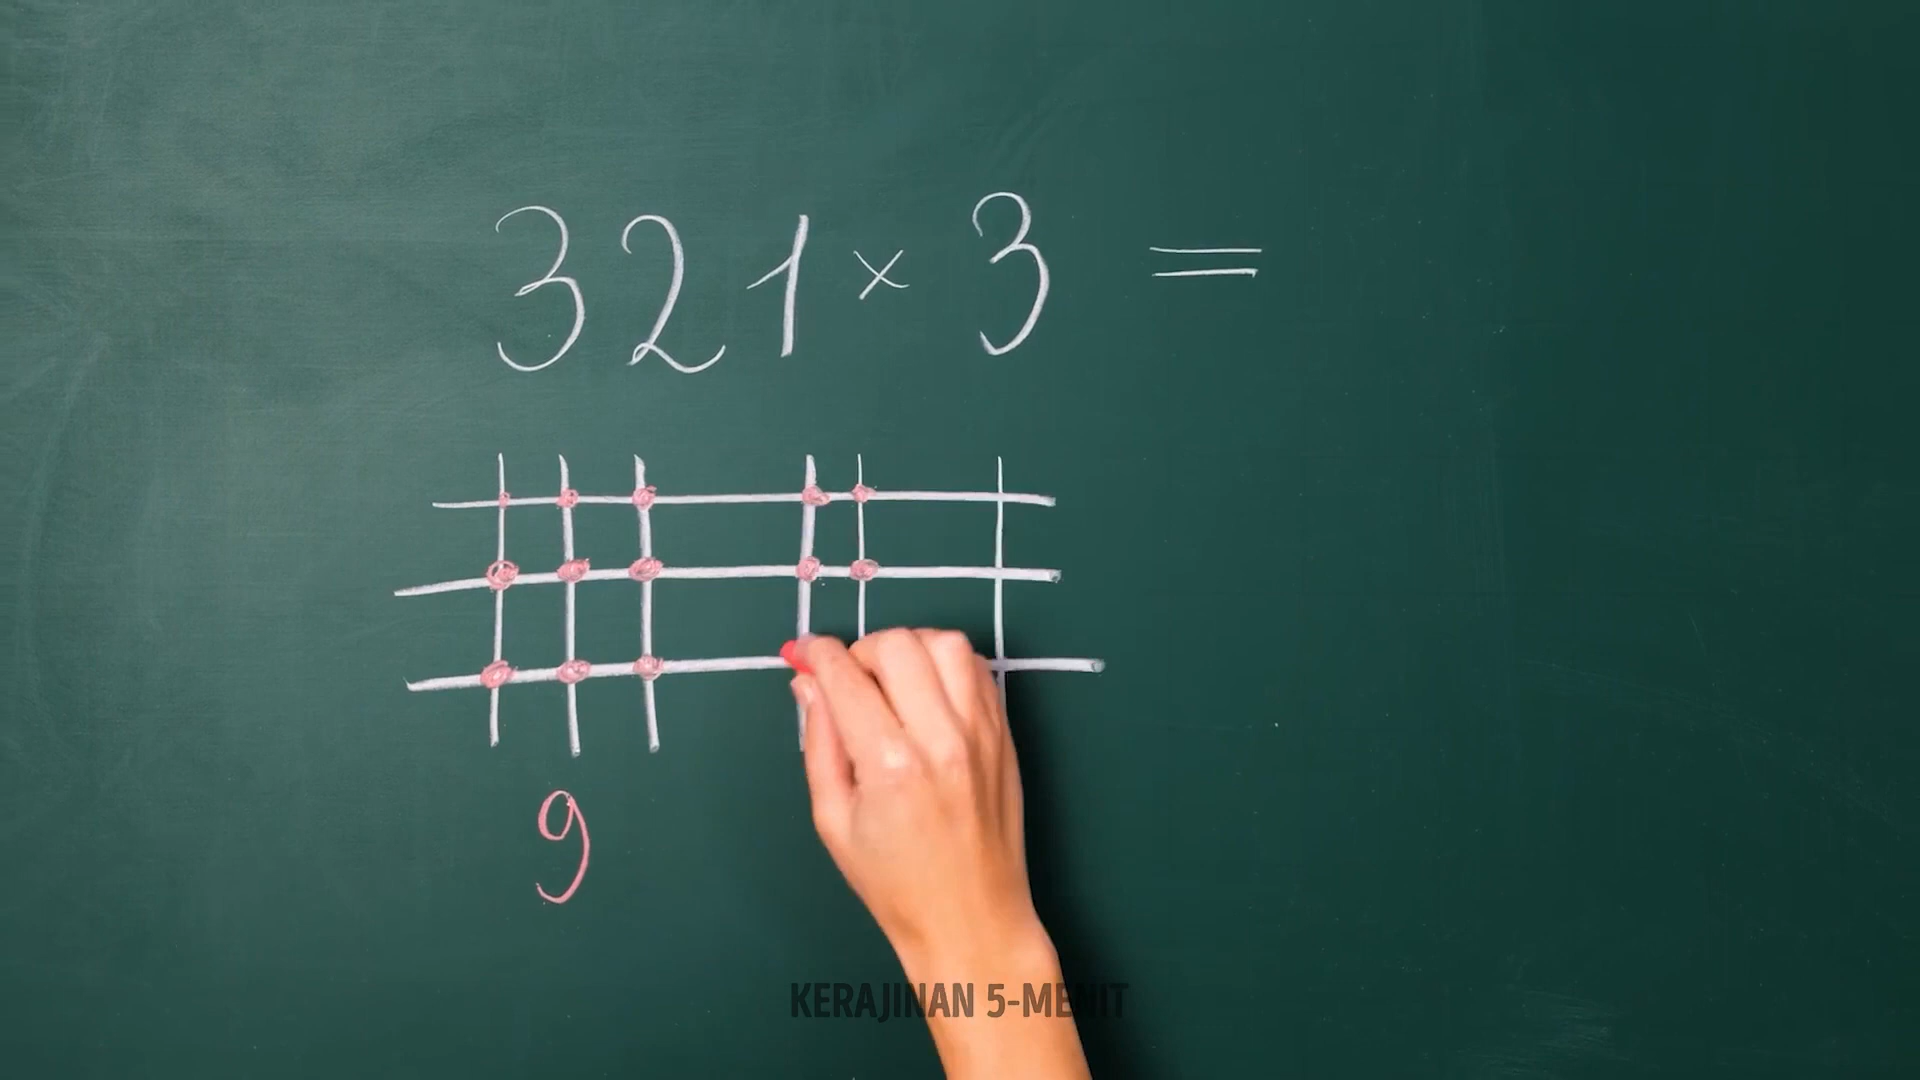 321 × 3 =
9
KERAJINAN 5-MENIT